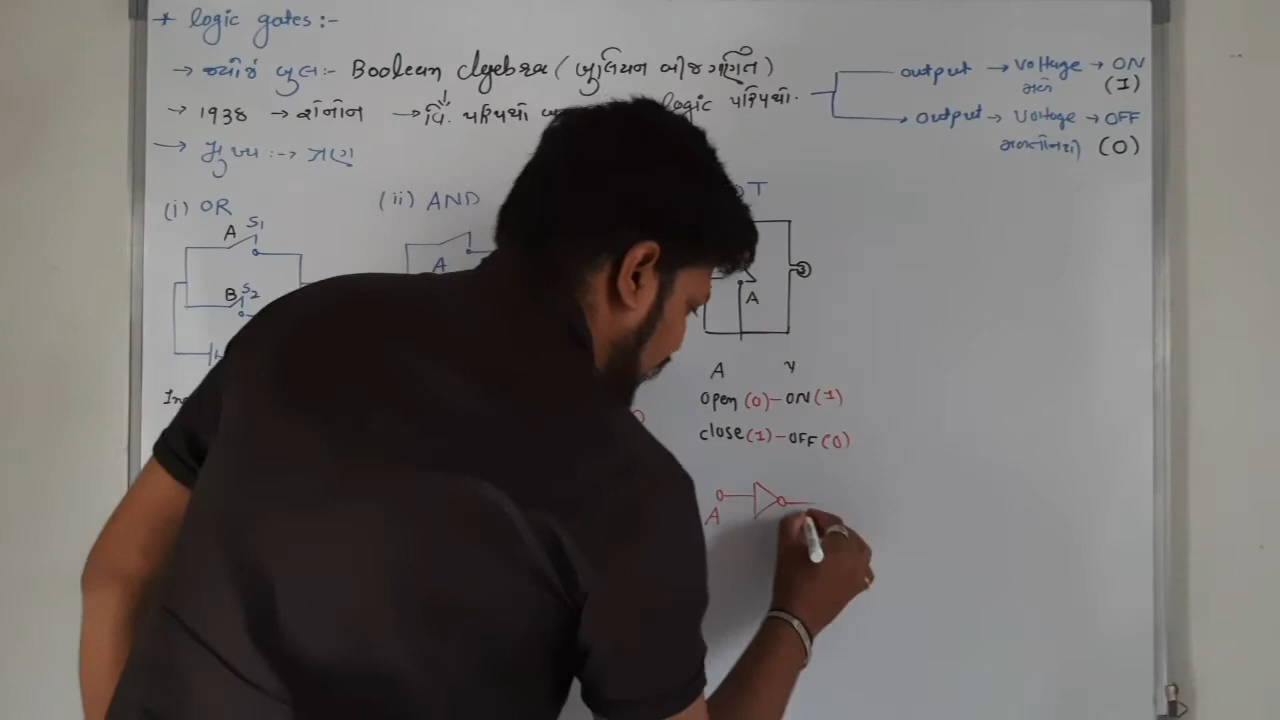 * logic gates :-
→ જ્યોર્જ બુલ :- Boolean Algebra ( બુલિયન બીજગણિત )
→ 1938 → શેનોન → વિ. પરિપથો logic પરિપથો.
output → voltage → ON
મળે (1)
output → voltage → OFF
મળતો નથી (0)
→ મુખ્ય :→ ત્રણ
(i) OR
(ii) AND
OT
A S1
B S2
A
A
A Y
open (0) - ON (1)
close (1) - OFF (0)
A